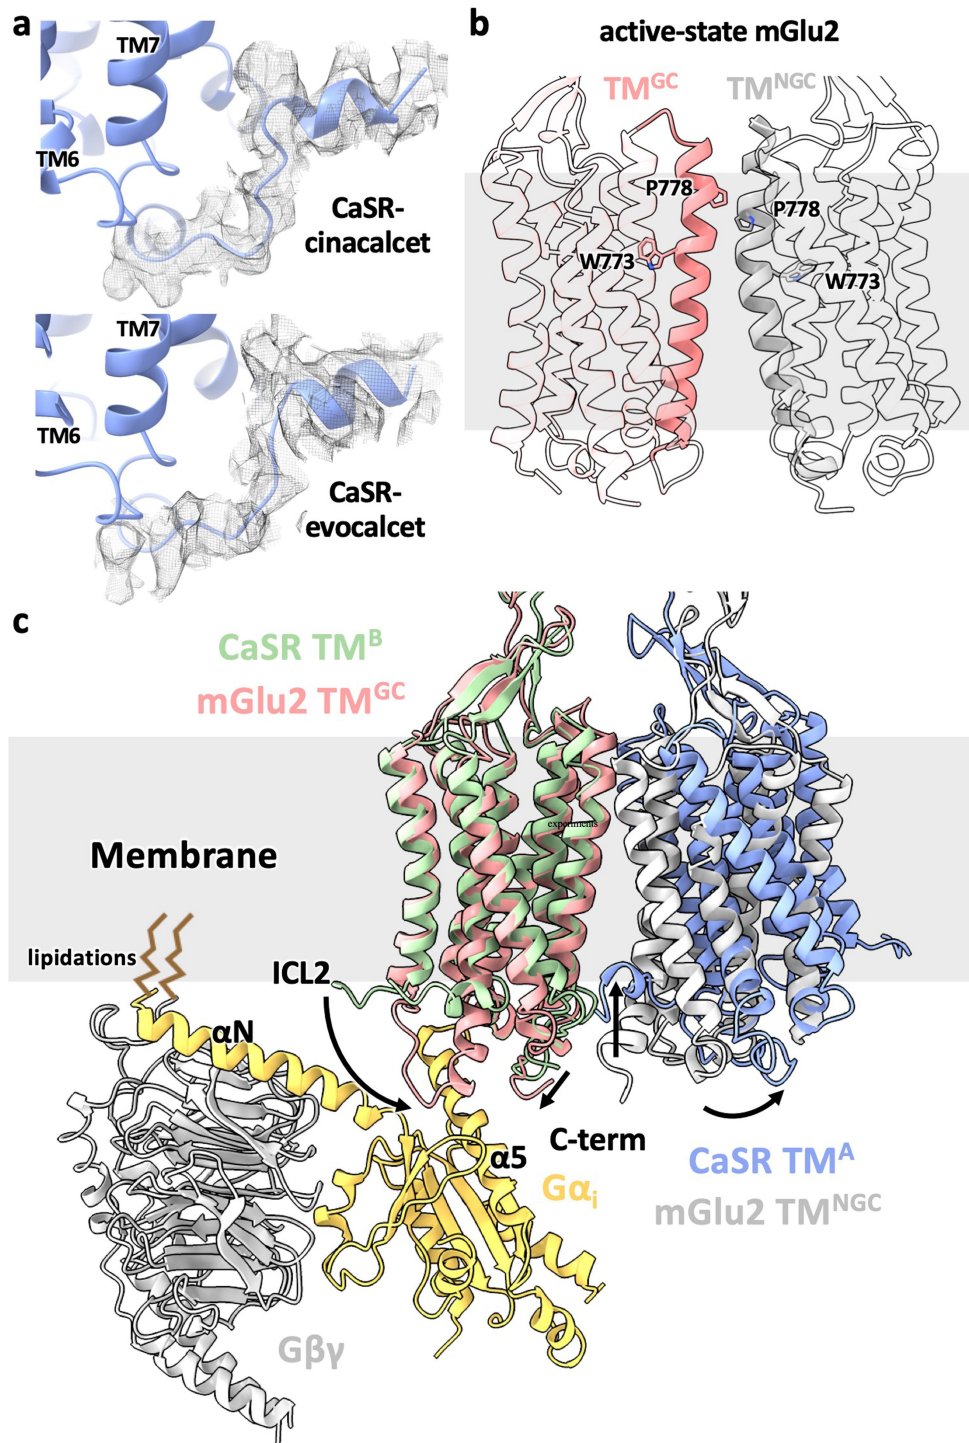 a
TM7
TM6
CaSR-
cinacalcet
TM7
TM6
CaSR-
evocalcet
b
active-state mGlu2
TMGC
TMNGC
P778
P778
W773
W773
c
CaSR TMB
mGlu2 TMGC
experiments
Membrane
lipidations
ICL2
αN
C-term
α5
Gαi
CaSR TMA
mGlu2 TMNGC
Gβγ